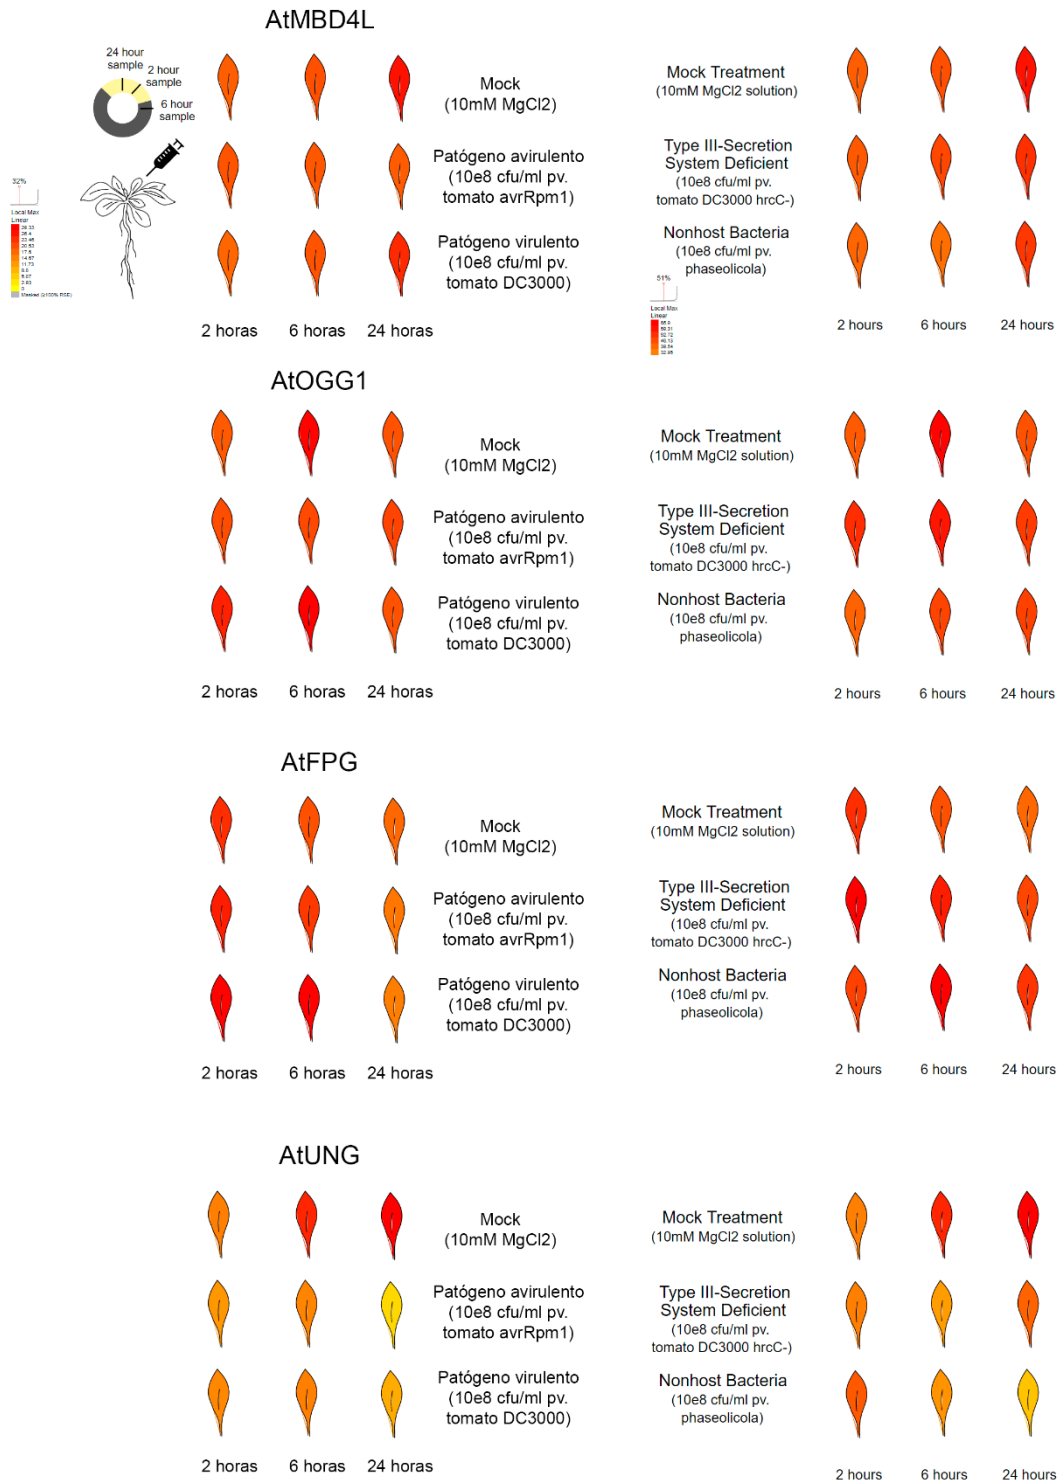 AtMBD4L
24 hour
sample
2 hour
sample
6 hour
sample
32%
Local Max
Linear
Masked (≥100% RSE)
Mock
(10mM MgCl2)
Patógeno avirulento
(10e8 cfu/ml pv.
tomato avrRpm1)
Patógeno virulento
(10e8 cfu/ml pv.
tomato DC3000)
2 horas 6 horas 24 horas
Mock Treatment
(10mM MgCl2 solution)
Type III-Secretion
System Deficient
(10e8 cfu/ml pv.
tomato DC3000 hrcC-)
Nonhost Bacteria
(10e8 cfu/ml pv.
phaseolicola)
51%
Local Max
Linear
2 hours 6 hours 24 hours
AtOGG1
Mock
(10mM MgCl2)
Patógeno avirulento
(10e8 cfu/ml pv.
tomato avrRpm1)
Patógeno virulento
(10e8 cfu/ml pv.
tomato DC3000)
2 horas 6 horas 24 horas
Mock Treatment
(10mM MgCl2 solution)
Type III-Secretion
System Deficient
(10e8 cfu/ml pv.
tomato DC3000 hrcC-)
Nonhost Bacteria
(10e8 cfu/ml pv.
phaseolicola)
2 hours 6 hours 24 hours
AtFPG
Mock
(10mM MgCl2)
Patógeno avirulento
(10e8 cfu/ml pv.
tomato avrRpm1)
Patógeno virulento
(10e8 cfu/ml pv.
tomato DC3000)
2 horas 6 horas 24 horas
Mock Treatment
(10mM MgCl2 solution)
Type III-Secretion
System Deficient
(10e8 cfu/ml pv.
tomato DC3000 hrcC-)
Nonhost Bacteria
(10e8 cfu/ml pv.
phaseolicola)
2 hours 6 hours 24 hours
AtUNG
Mock
(10mM MgCl2)
Patógeno avirulento
(10e8 cfu/ml pv.
tomato avrRpm1)
Patógeno virulento
(10e8 cfu/ml pv.
tomato DC3000)
2 horas 6 horas 24 horas
Mock Treatment
(10mM MgCl2 solution)
Type III-Secretion
System Deficient
(10e8 cfu/ml pv.
tomato DC3000 hrcC-)
Nonhost Bacteria
(10e8 cfu/ml pv.
phaseolicola)
2 hours 6 hours 24 hours